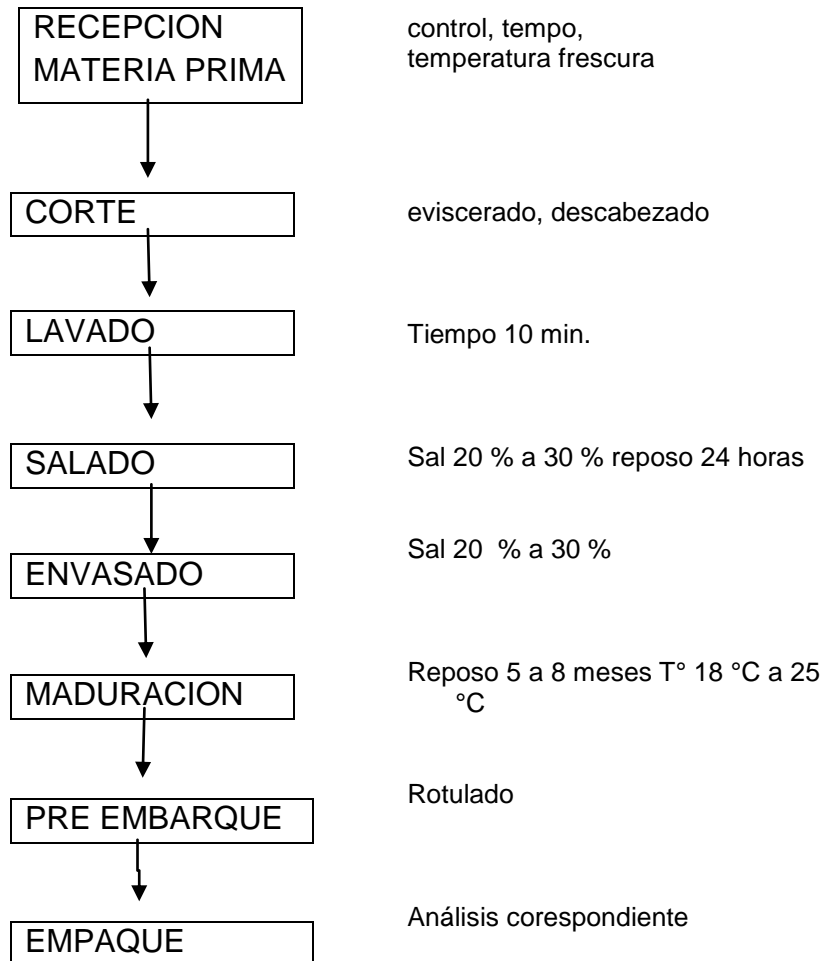 RECEPCION
MATERIA PRIMA
control, tempo,
temperatura frescura
CORTE
eviscerado, descabezado
LAVADO
Tiempo 10 min.
SALADO
Sal 20 % a 30 % reposo 24 horas
ENVASADO
Sal 20 % a 30 %
MADURACION
Reposo 5 a 8 meses T° 18 °C a 25
°C
PRE EMBARQUE
Rotulado
EMPAQUE
Análisis corespondiente